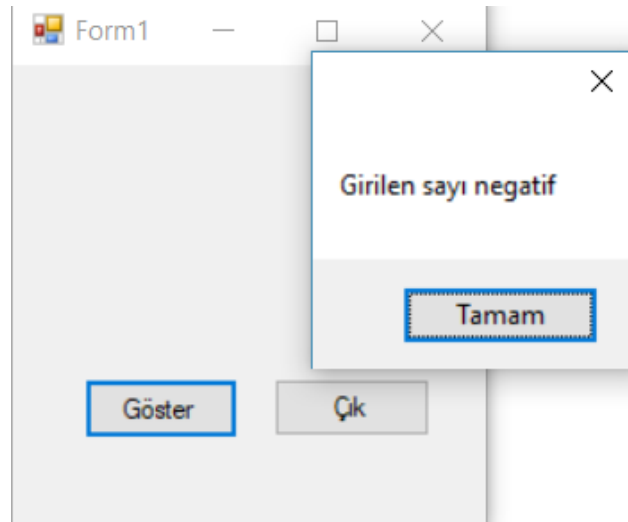 Form1
Girilen sayı negatif
Tamam
Göster
Çık